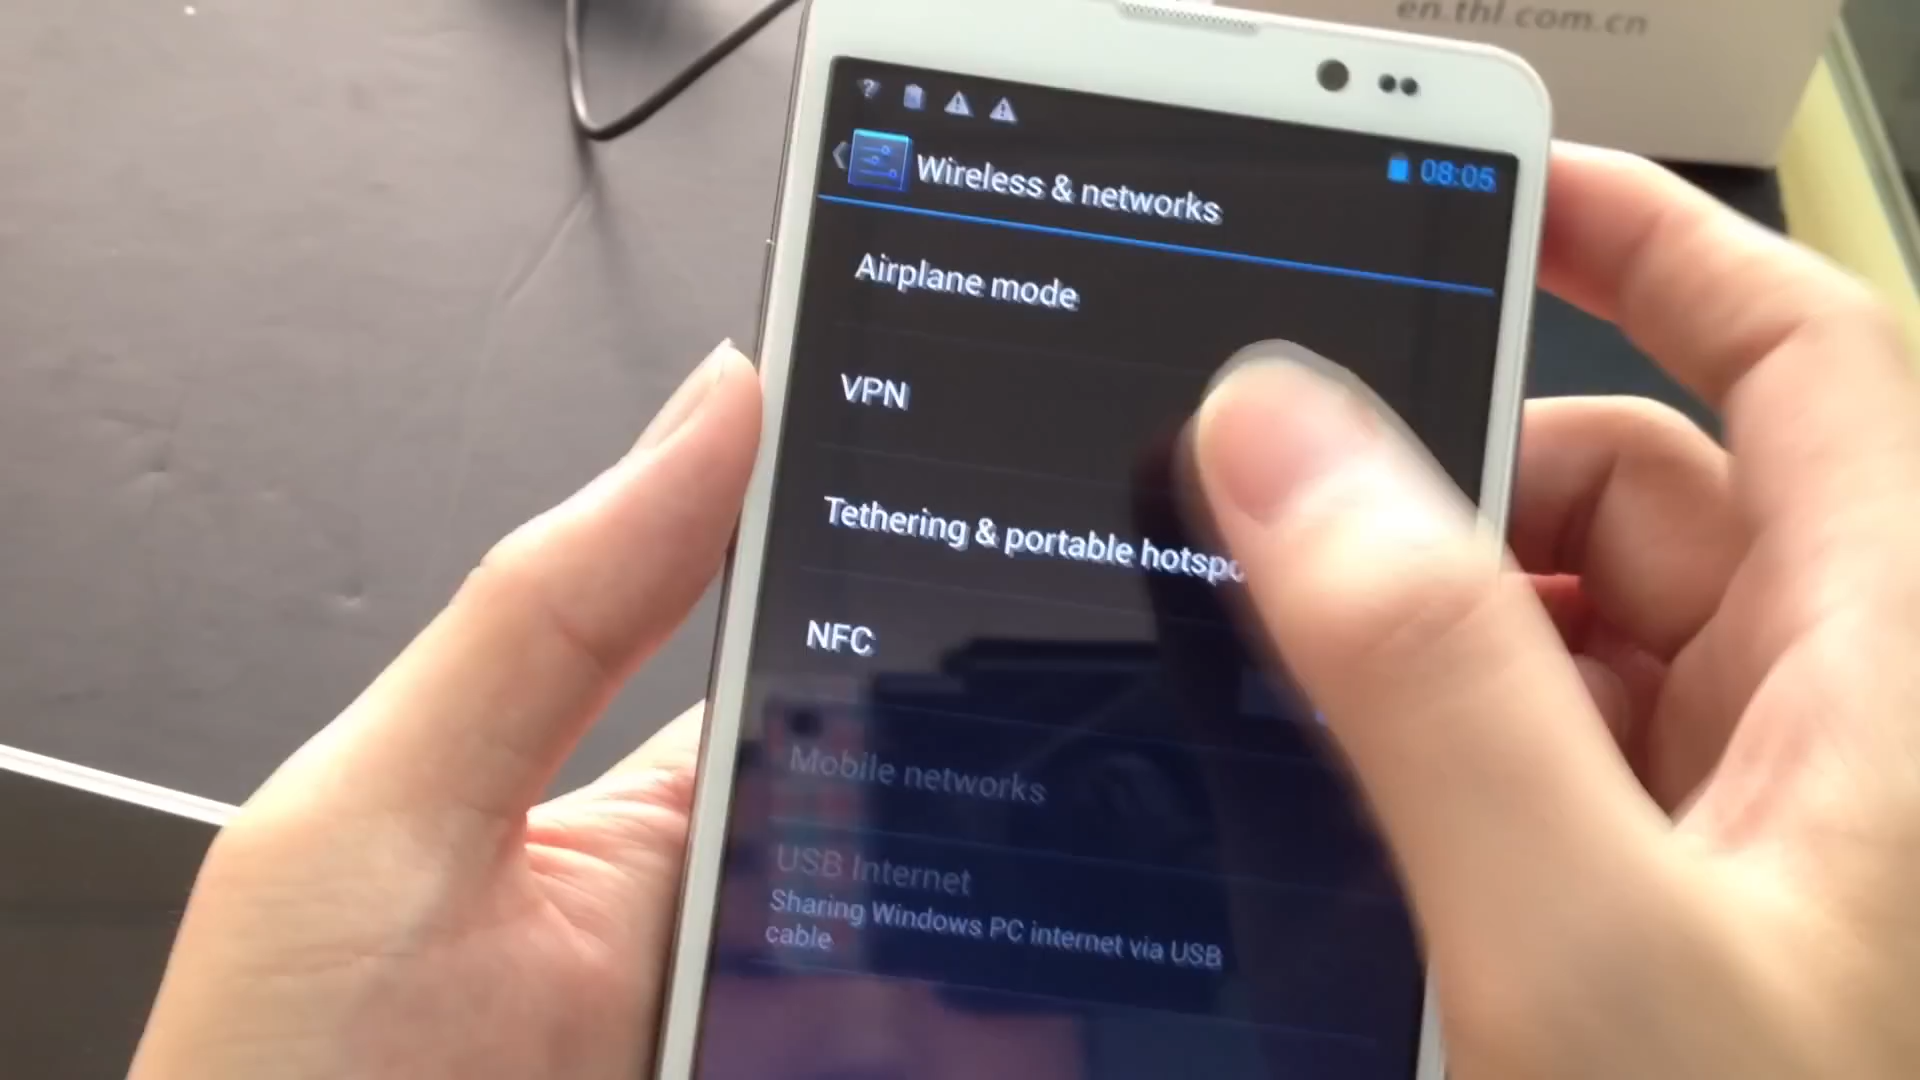 en.thl.com.cn
08:05
Wireless & networks
Airplane mode
VPN
Tethering & portable hotspo
NFC
Mobile networks
USB Internet
Sharing Windows PC internet via USB
cable